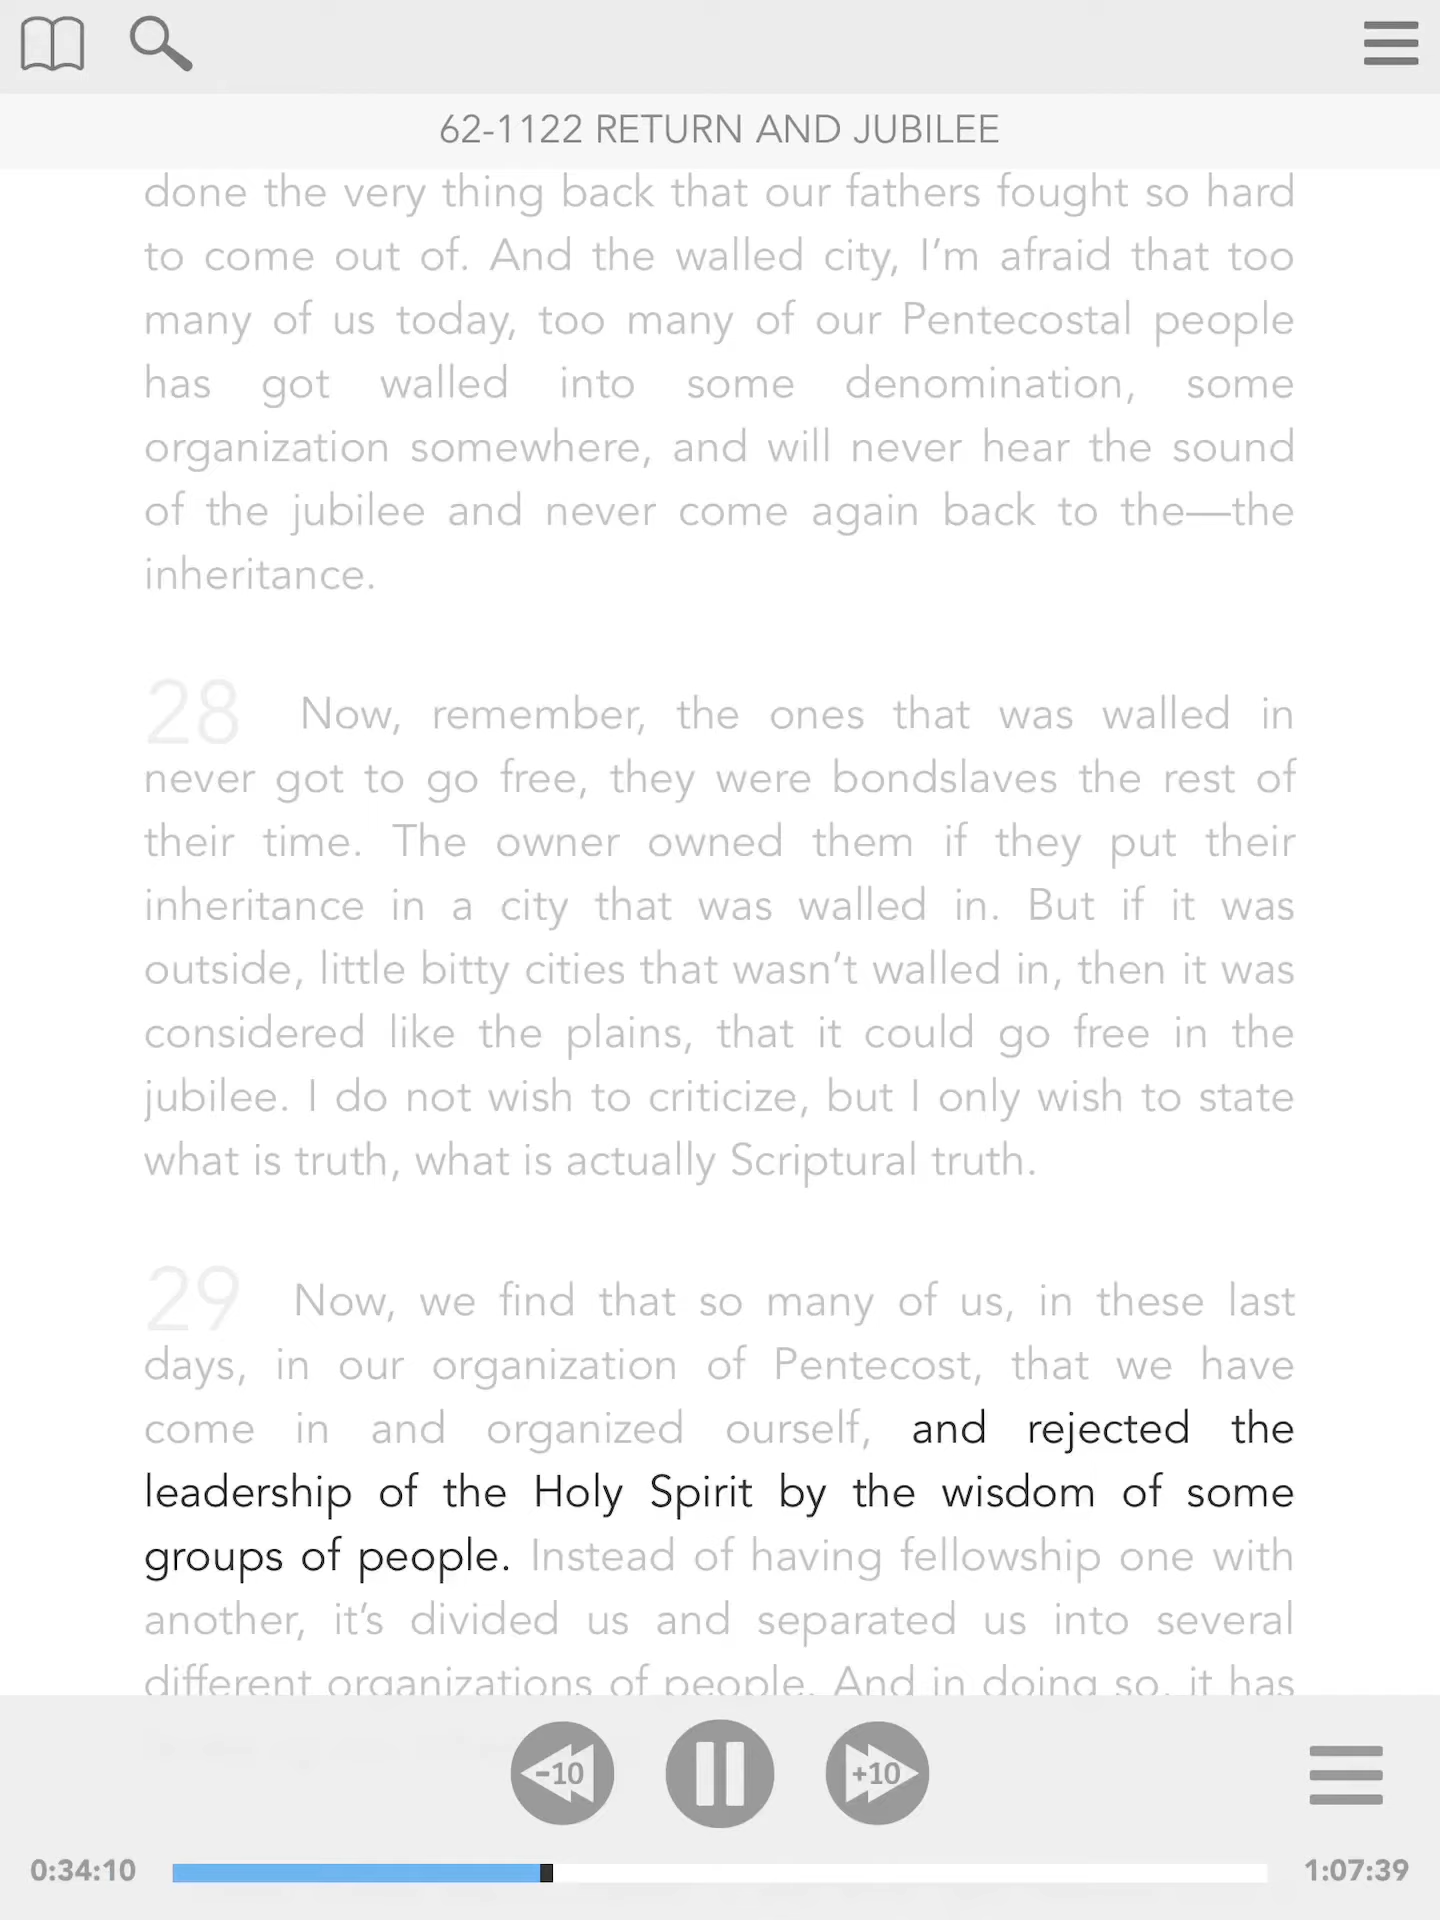 62-1122 RETURN AND JUBILEE
done the very thing back that our fathers fought so hard
to come out of. And the walled city, I’m afraid that too
many of us today, too many of our Pentecostal people
has got walled into some denomination, some
organization somewhere, and will never hear the sound
of the jubilee and never come again back to the—the
inheritance.
28 Now, remember, the ones that was walled in
never got to go free, they were bondslaves the rest of
their time. The owner owned them if they put their
inheritance in a city that was walled in. But if it was
outside, little bitty cities that wasn’t walled in, then it was
considered like the plains, that it could go free in the
jubilee. I do not wish to criticize, but I only wish to state
what is truth, what is actually Scriptural truth.
29 Now, we find that so many of us, in these last
days, in our organization of Pentecost, that we have
come in and organized ourself, and rejected the
leadership of the Holy Spirit by the wisdom of some
groups of people. Instead of having fellowship one with
another, it’s divided us and separated us into several
different organizations of people. And in doing so, it has
-10 +10
0:34:10 1:07:39